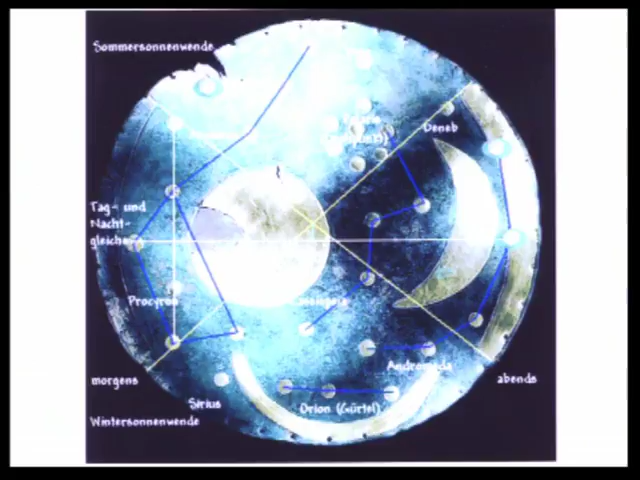 Sommersonnenwende
Deneb
Tag- und
Nacht-
gleiche
Procyon
Andromeda
morgens
abends
Sirius
Orion (Gürtel)
Wintersonnenwende